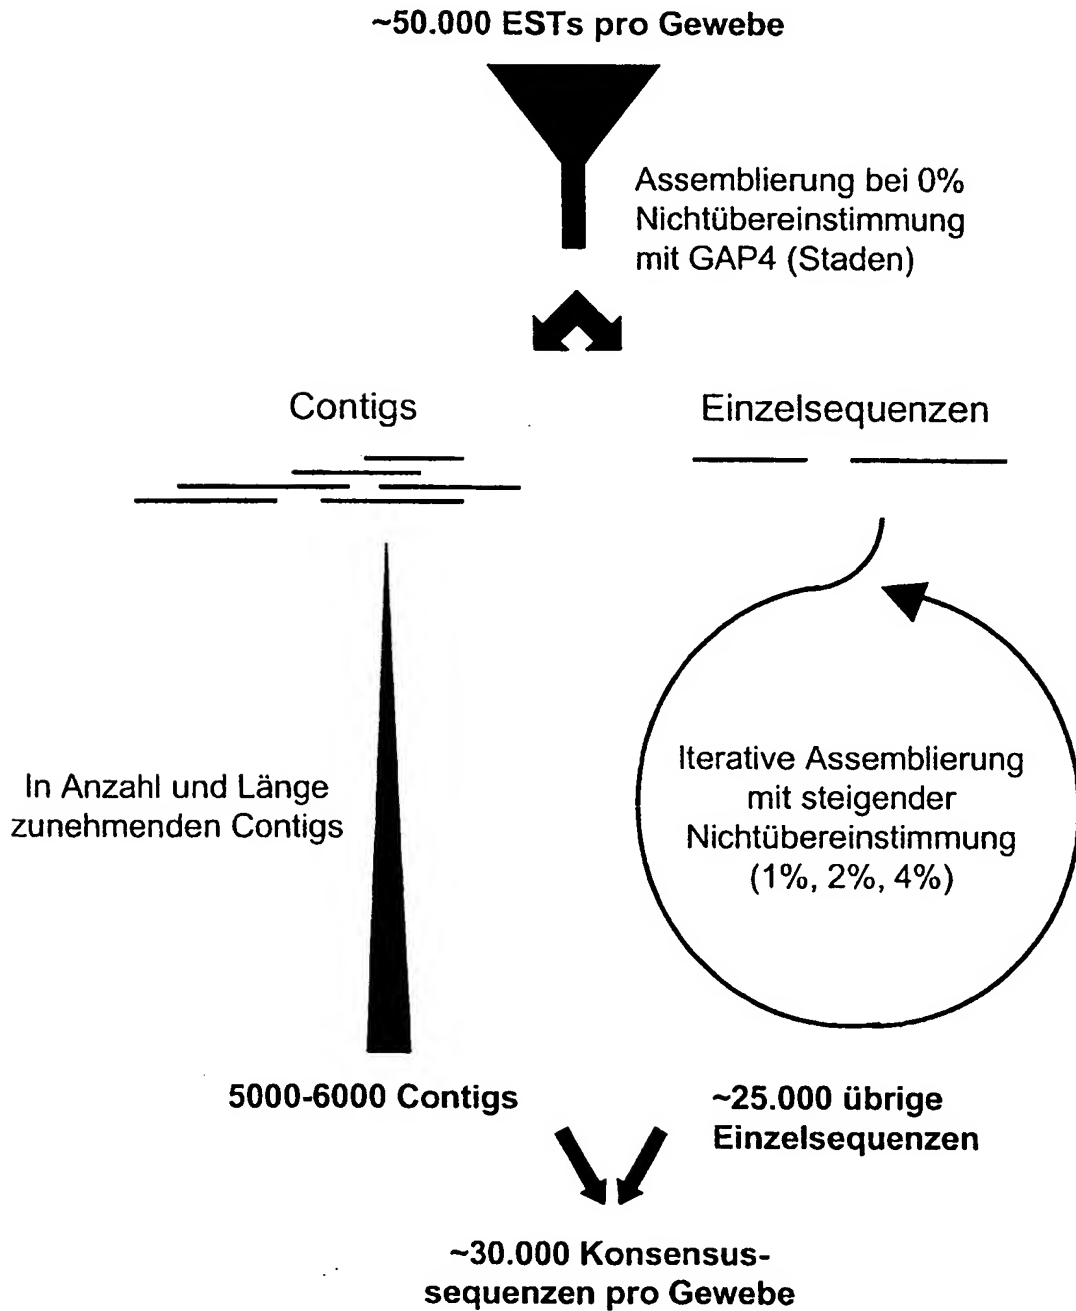 ~50.000 ESTs pro Gewebe
Assemblierung bei 0%
Nichtübereinstimmung
mit GAP4 (Staden)
Contigs
Einzelsequenzen
In Anzahl und Länge
zunehmenden Contigs
Iterative Assemblierung
mit steigender
Nichtübereinstimmung
(1%, 2%, 4%)
5000-6000 Contigs
~25.000 übrige
Einzelsequenzen
~30.000 Konsensus-
sequenzen pro Gewebe